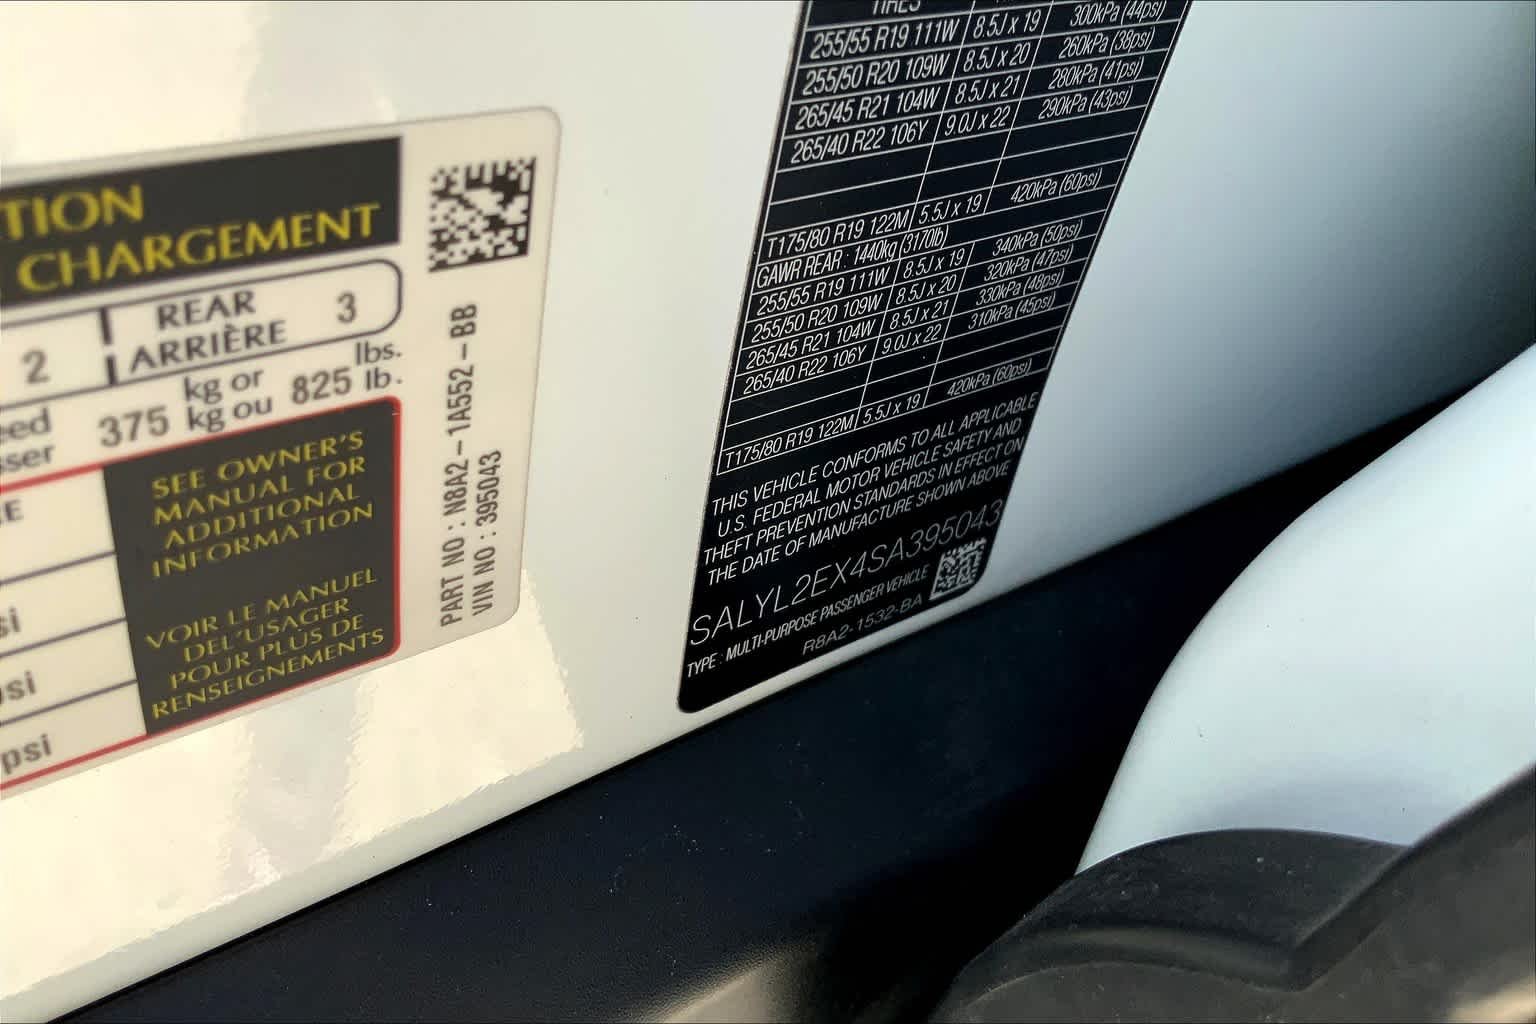 TION
CHARGEMENT
2
REAR
ARRIÈRE
3
eed
sser
375
kg or
kg ou
825
lbs.
lb.
SEE OWNER'S
MANUAL FOR
ADDITIONAL
INFORMATION
VOIR LE MANUEL
DEL'USAGER
POUR PLUS DE
RENSEIGNEMENTS
E
si
psi
psi
PART NO : N8A2-1A552-BB
VIN NO : 395043
TIRES
255/55 R19 111W 8.5J x 19 300kPa (44psi)
255/50 R20 109W 8.5J x 20 260kPa (38psi)
265/45 R21 104W 8.5J x 21 280kPa (41psi)
265/40 R22 106Y 9.0J x 22 290kPa (43psi)
T175/80 R19 122M 5.5J x 19 420kPa (60psi)
GAWR REAR : 1440kg (3170lb)
255/55 R19 111W 8.5J x 19 340kPa (50psi)
255/50 R20 109W 8.5J x 20 320kPa (47psi)
265/45 R21 104W 8.5J x 21 330kPa (48psi)
265/40 R22 106Y 9.0J x 22 310kPa (45psi)
T175/80 R19 122M 5.5J x 19 420kPa (60psi)
THIS VEHICLE CONFORMS TO ALL APPLICABLE
U.S. FEDERAL MOTOR VEHICLE SAFETY AND
THEFT PREVENTION STANDARDS IN EFFECT ON
THE DATE OF MANUFACTURE SHOWN ABOVE
SALYL2EX4SA395043
TYPE : MULTI-PURPOSE PASSENGER VEHICLE
R8A2-1532-BA